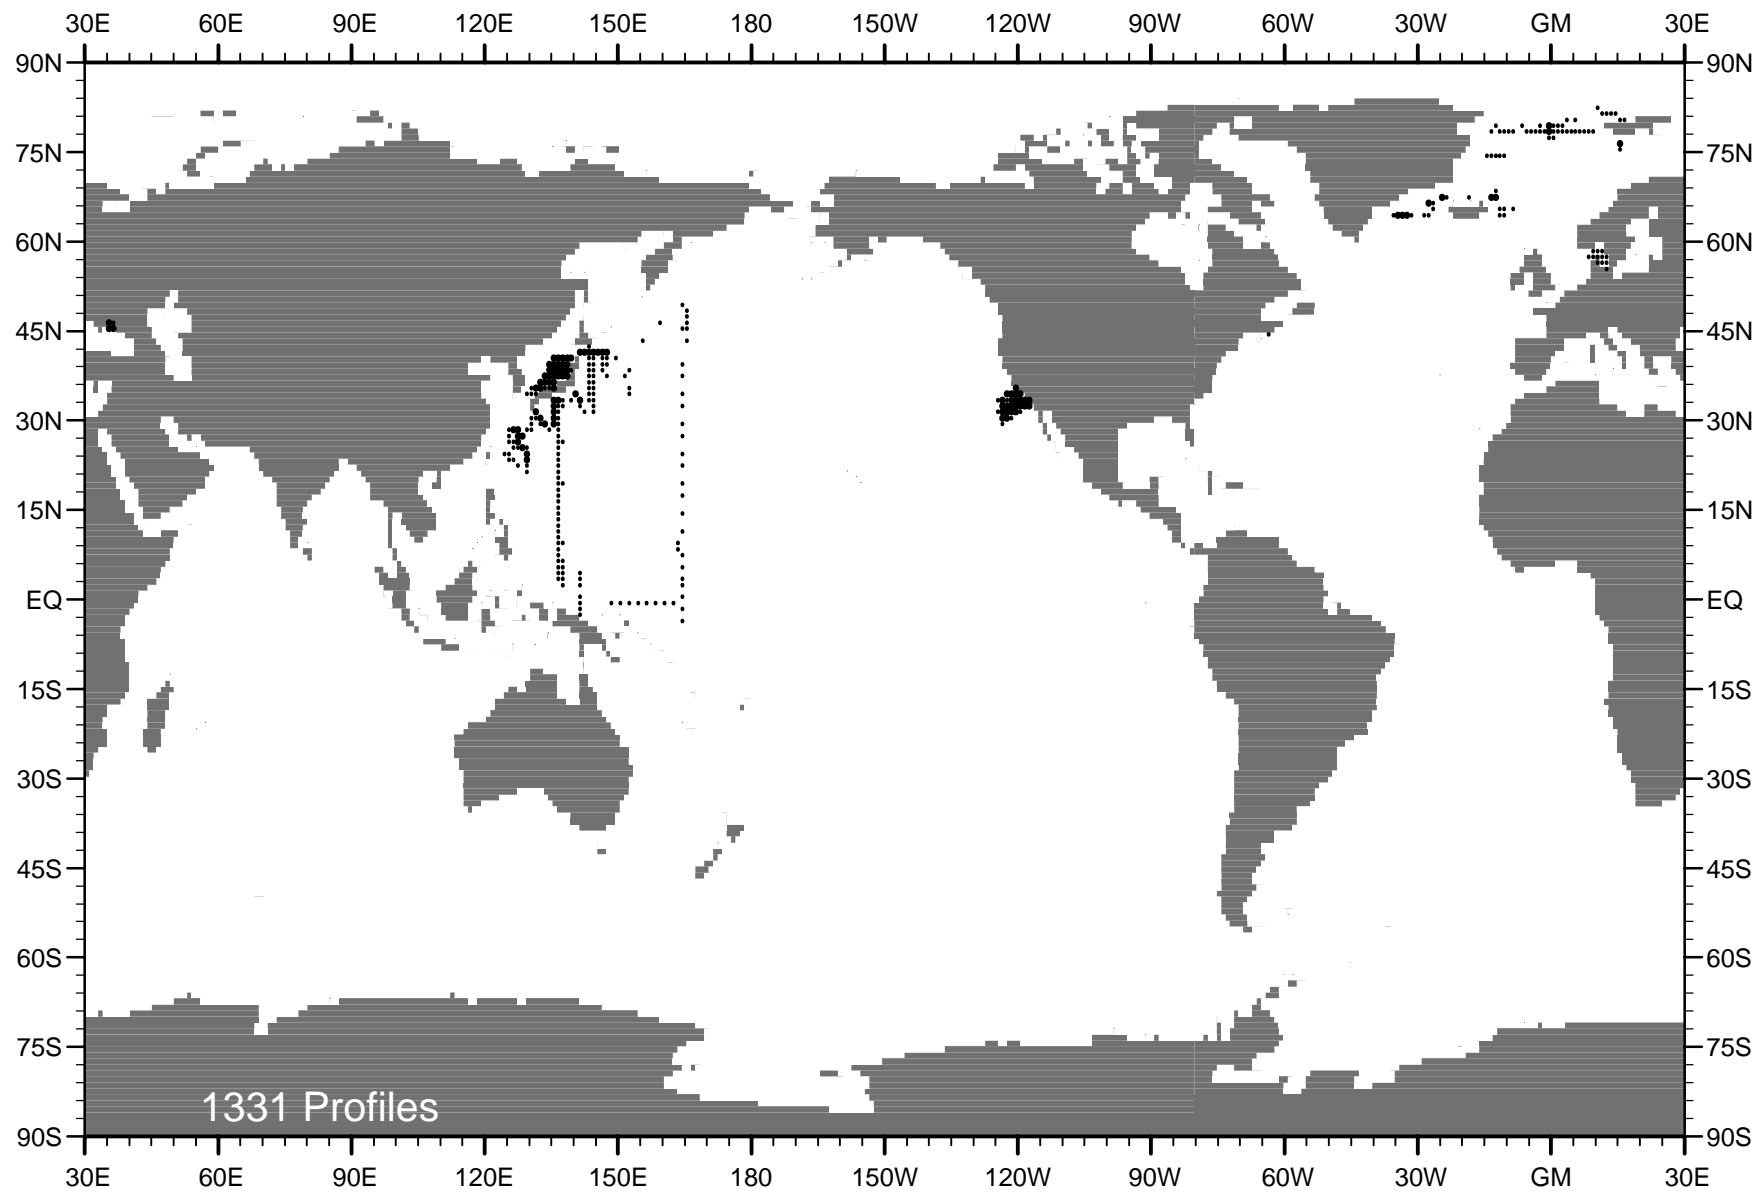 30E 60E 90E 120E 150E 180 150W 120W 90W 60W 30W GM 30E
90N 90N
75N 75N
60N 60N
45N 45N
30N 30N
15N 15N
EQ EQ
15S 15S
30S 30S
45S 45S
60S 60S
75S 75S
1331 Profiles
90S 90S
30E 60E 90E 120E 150E 180 150W 120W 90W 60W 30W GM 30E